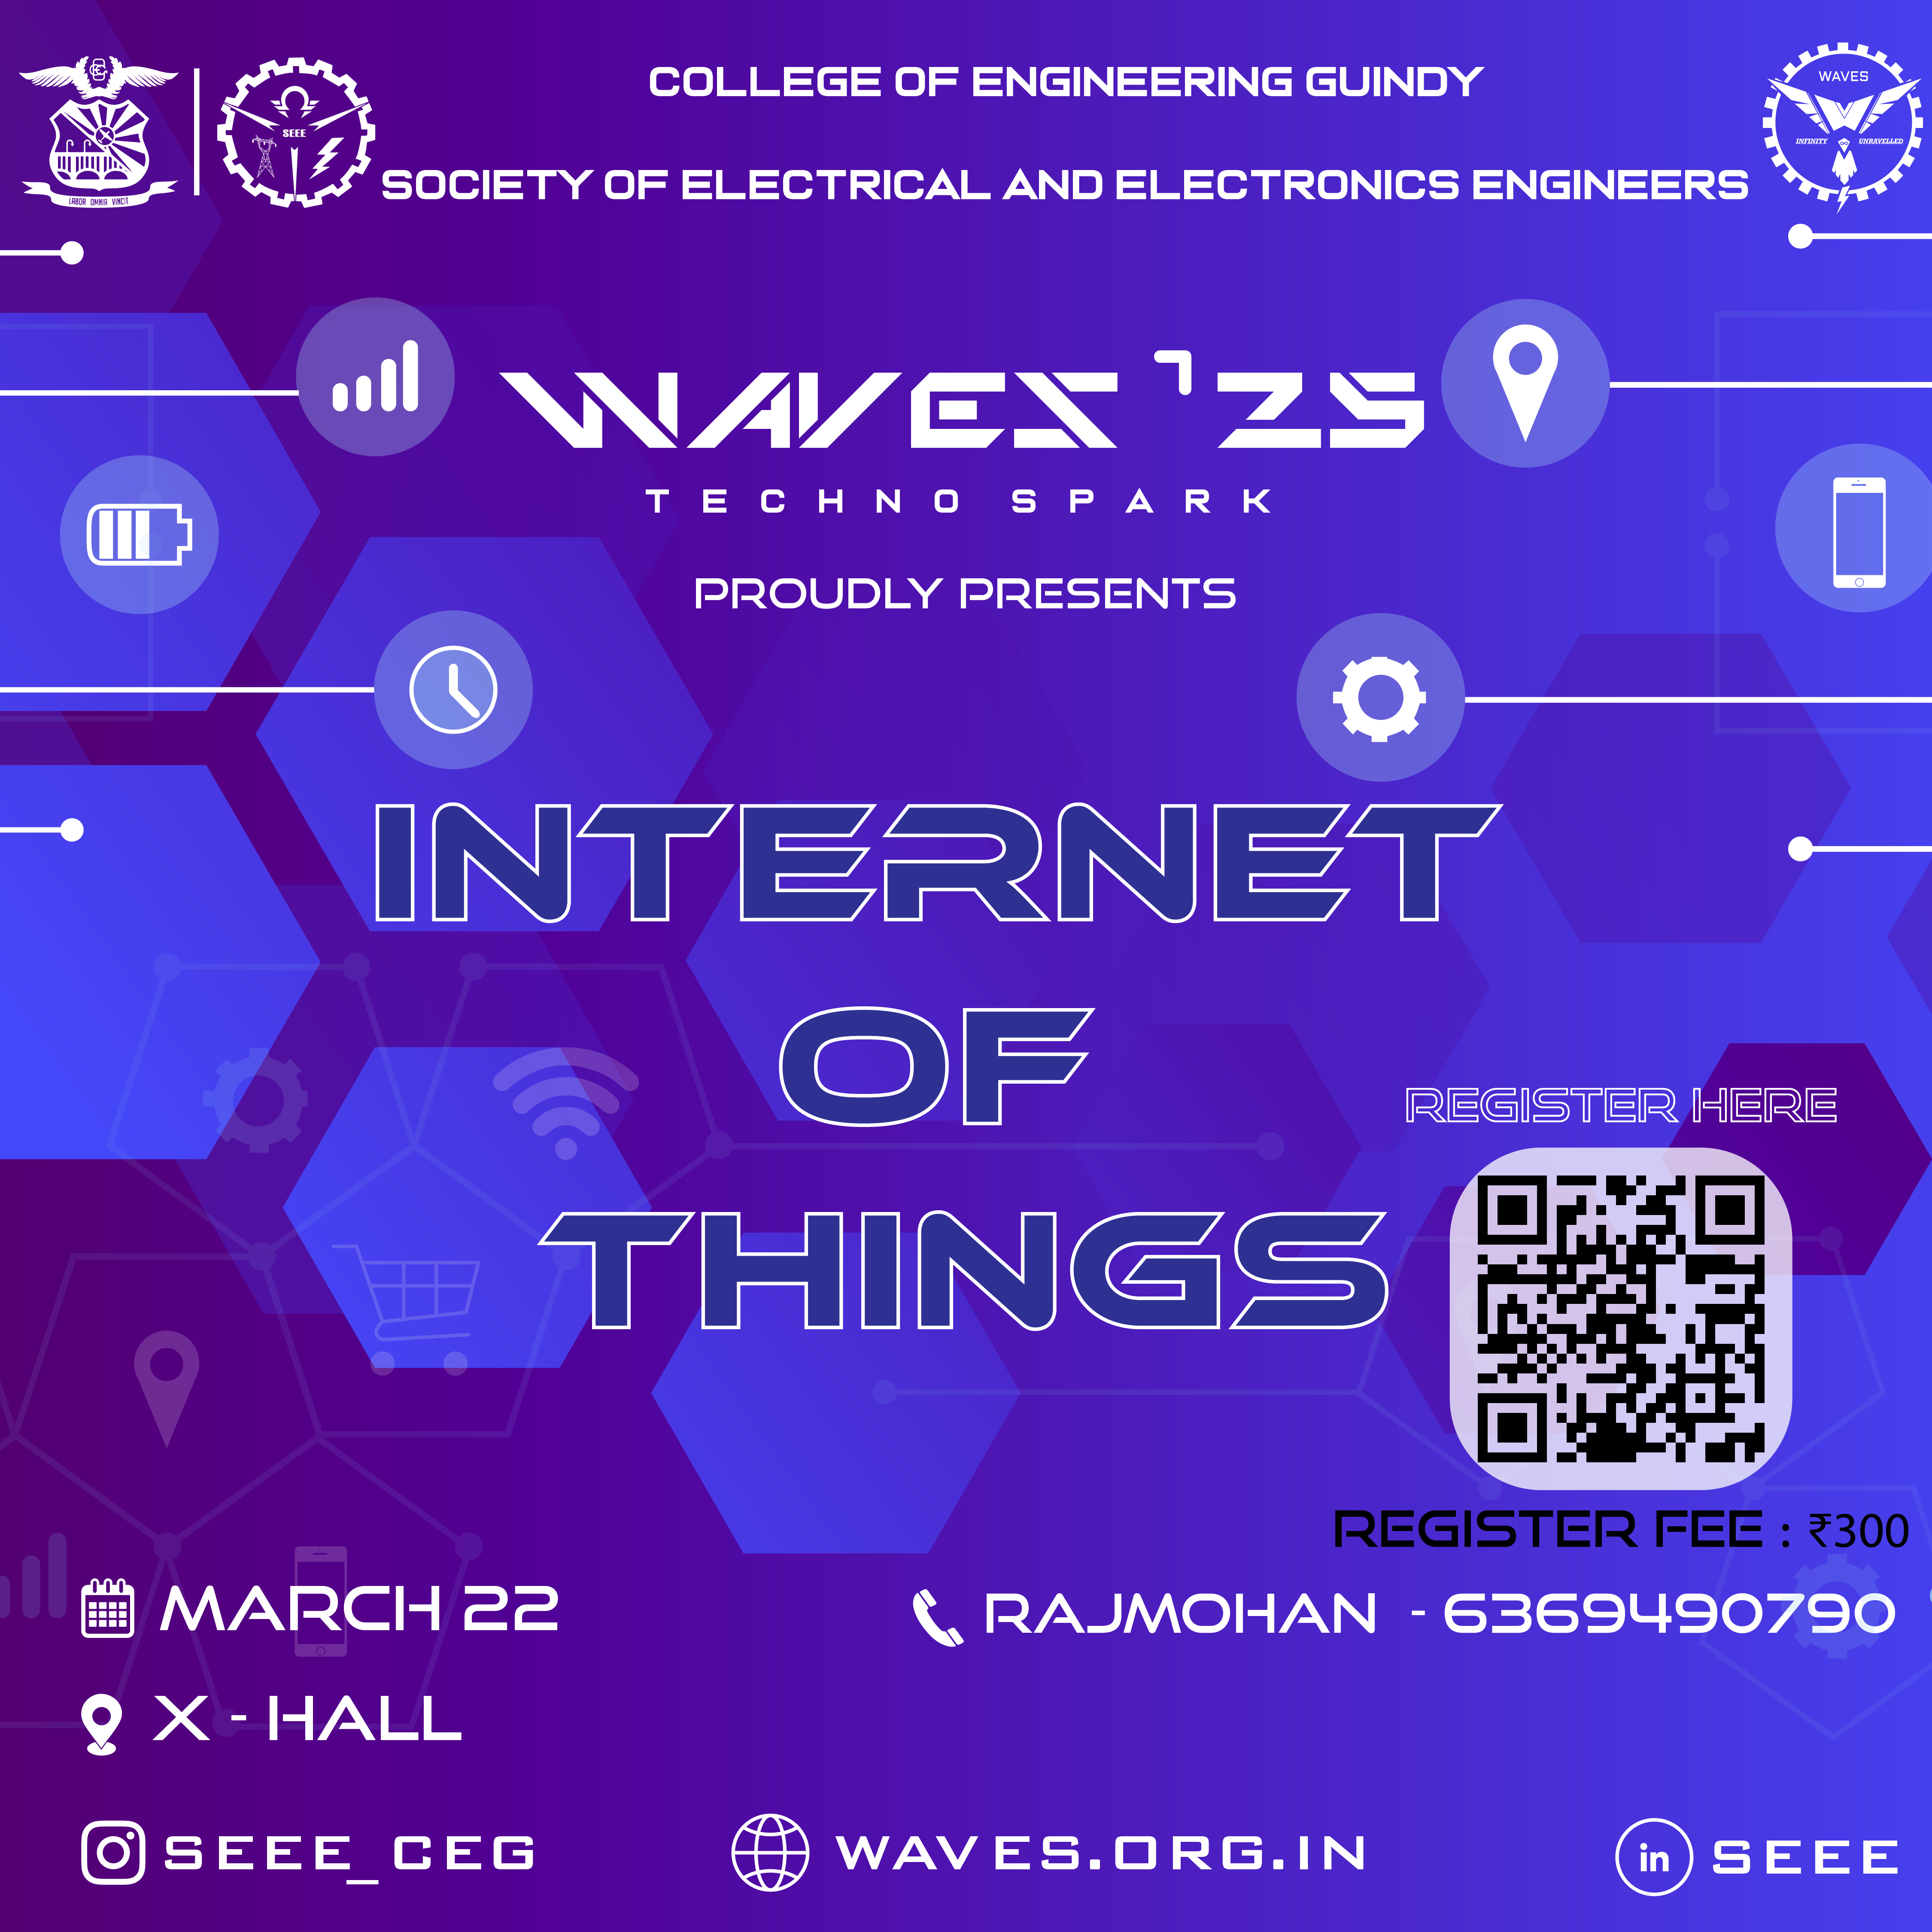 COLLEGE OF ENGINEERING GUINDY
SOCIETY OF ELECTRICAL AND ELECTRONICS ENGINEERS
LABOR OMNIA VINCIT
SEEE
WAVES
INFINITY UNRAVELLED
WAVES '25
TECHNO SPARK
PROUDLY PRESENTS
INTERNET
OF
THINGS
REGISTER HERE
REGISTER FEE : ₹300
MARCH 22
RAJMOHAN - 6369490790
X - HALL
SEEE_CEG
WAVES.ORG.IN
in SEEE